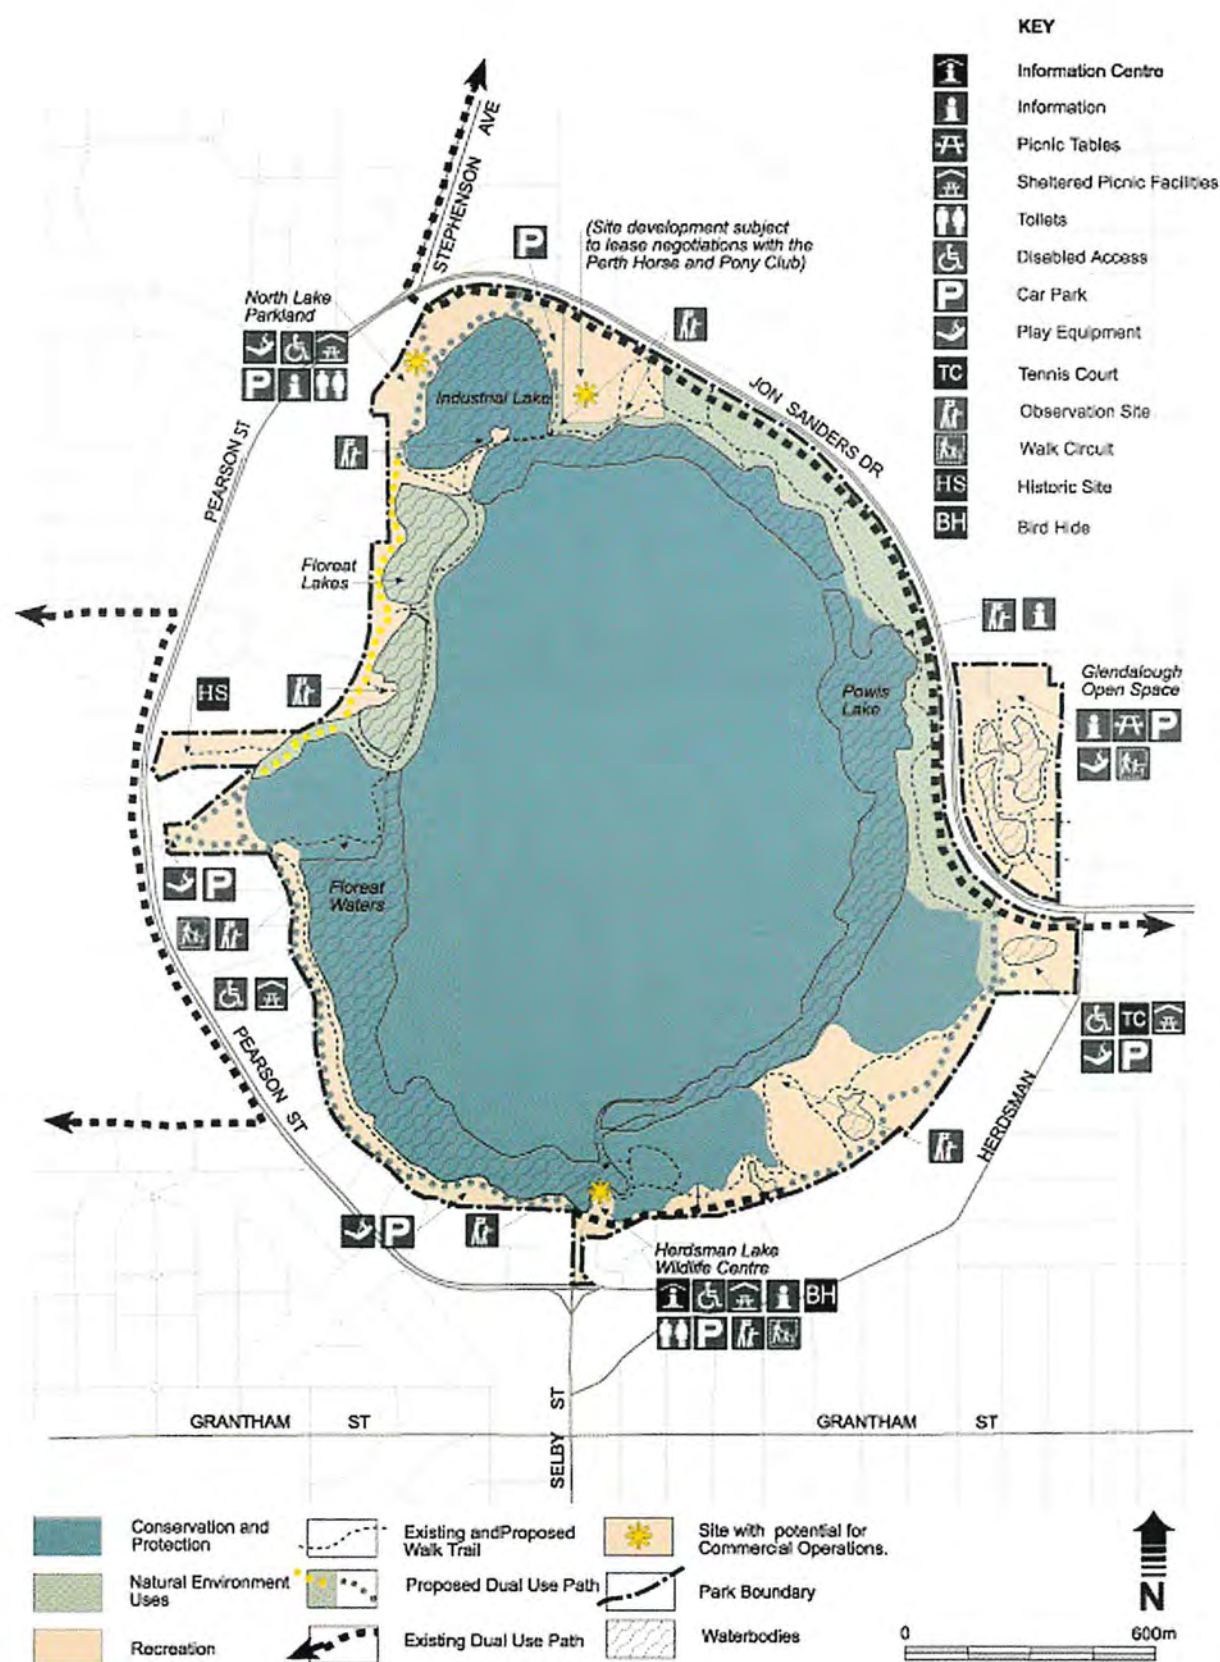 KEY
Information Centre
Information
Picnic Tables
Sheltered Picnic Facilities
Toilets
Disabled Access
P
Car Park
Play Equipment
TC
Tennis Court
Observation Site
Walk Circuit
HS
Historic Site
BH
Bird Hide
STEPHENSON AVE
P
(Site development subject
to lease negotiations with the
Perth Horse and Pony Club)
North Lake
Parkland
P
Industrial Lake
JON SANDERS DR
PEARSON ST
Floreat
Lakes
HS
Powis
Lake
Glendalough
Open Space
P
P
Floreat
Waters
PEARSON ST
TC
P
HERDSMAN
P
Herdsman Lake
Wildlife Centre
BH
P
GRANTHAM ST
GRANTHAM ST
SELBY ST
Conservation and
Protection
Existing andProposed
Walk Trail
Site with potential for
Commercial Operations.
Natural Environment
Uses
Proposed Dual Use Path
Park Boundary
Recreation
Existing Dual Use Path
Waterbodies
N
0 600m